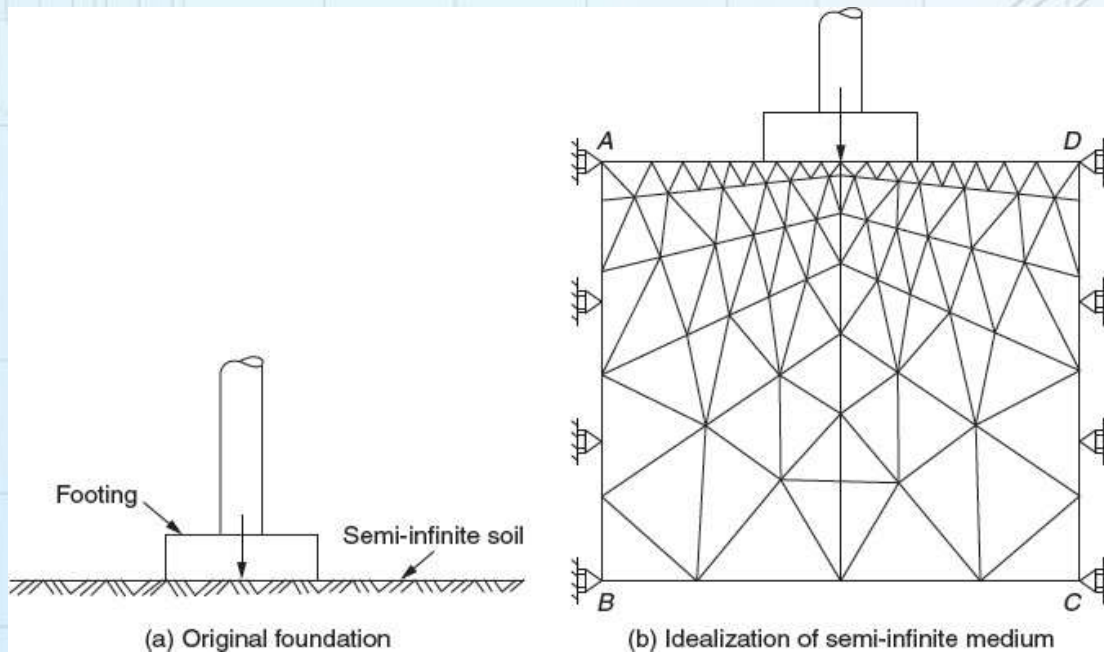 Footing
Semi-infinite soil
(a) Original foundation
A
D
B
C
(b) Idealization of semi-infinite medium